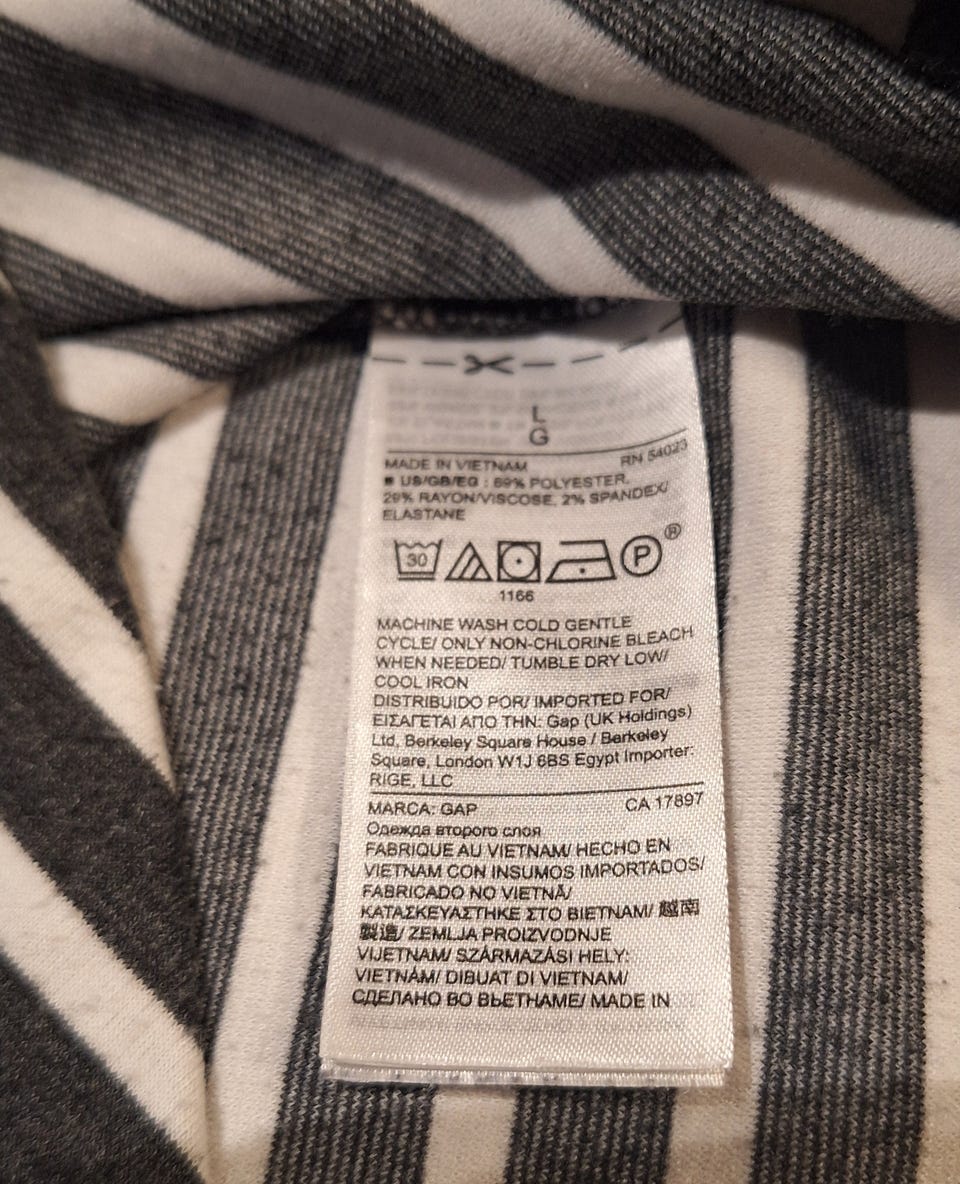 L
G
MADE IN VIETNAM RN 54023
■ US/GB/EG : 69% POLYESTER,
29% RAYON/VISCOSE, 2% SPANDEX/
ELASTANE
30 P ®
1166
MACHINE WASH COLD GENTLE
CYCLE/ ONLY NON-CHLORINE BLEACH
WHEN NEEDED/ TUMBLE DRY LOW/
COOL IRON
DISTRIBUIDO POR/ IMPORTED FOR/
ΕΙΣΑΓΕΤΑΙ ΑΠΟ ΤΗΝ: Gap (UK Holdings)
Ltd, Berkeley Square House / Berkeley
Square, London W1J 6BS Egypt Importer:
RIGE, LLC
MARCA: GAP CA 17897
Одежда второго слоя
FABRIQUE AU VIETNAM/ HECHO EN
VIETNAM CON INSUMOS IMPORTADOS/
FABRICADO NO VIETNÃ/
ΚΑΤΑΣΚΕΥΑΣΤΗΚΕ ΣΤΟ ΒΙΕΤΝΑΜ/ 越南
製造/ ZEMLJA PROIZVODNJE
VIJETNAM/ SZÁRMAZÁSI HELY:
VIETNÁM/ DIBUAT DI VIETNAM/
СДЕЛАНО ВО ВЬЕТНАМЕ/ MADE IN